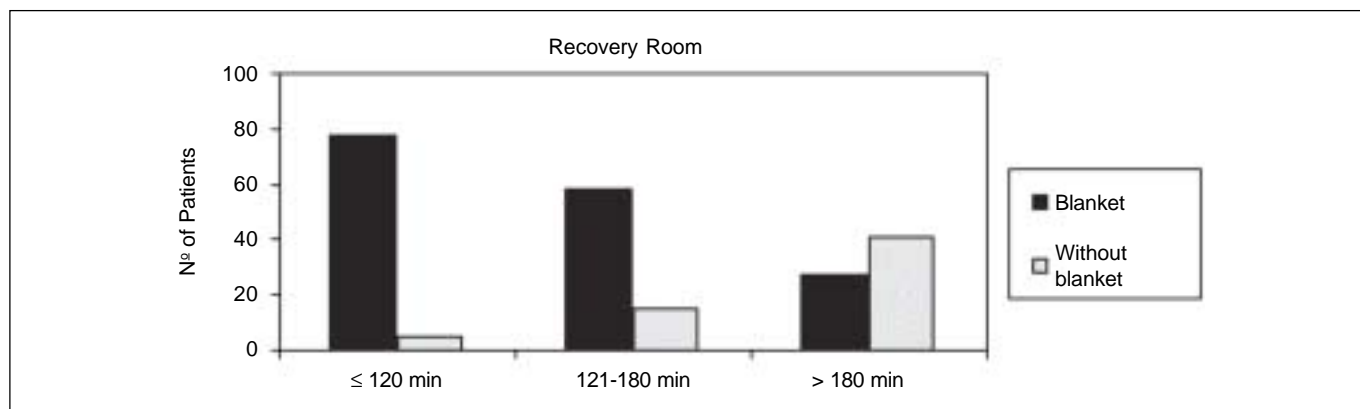 Recovery Room
100
80
60
40
20
0
Nº of Patients
≤ 120 min 121-180 min > 180 min
Blanket
Without
blanket